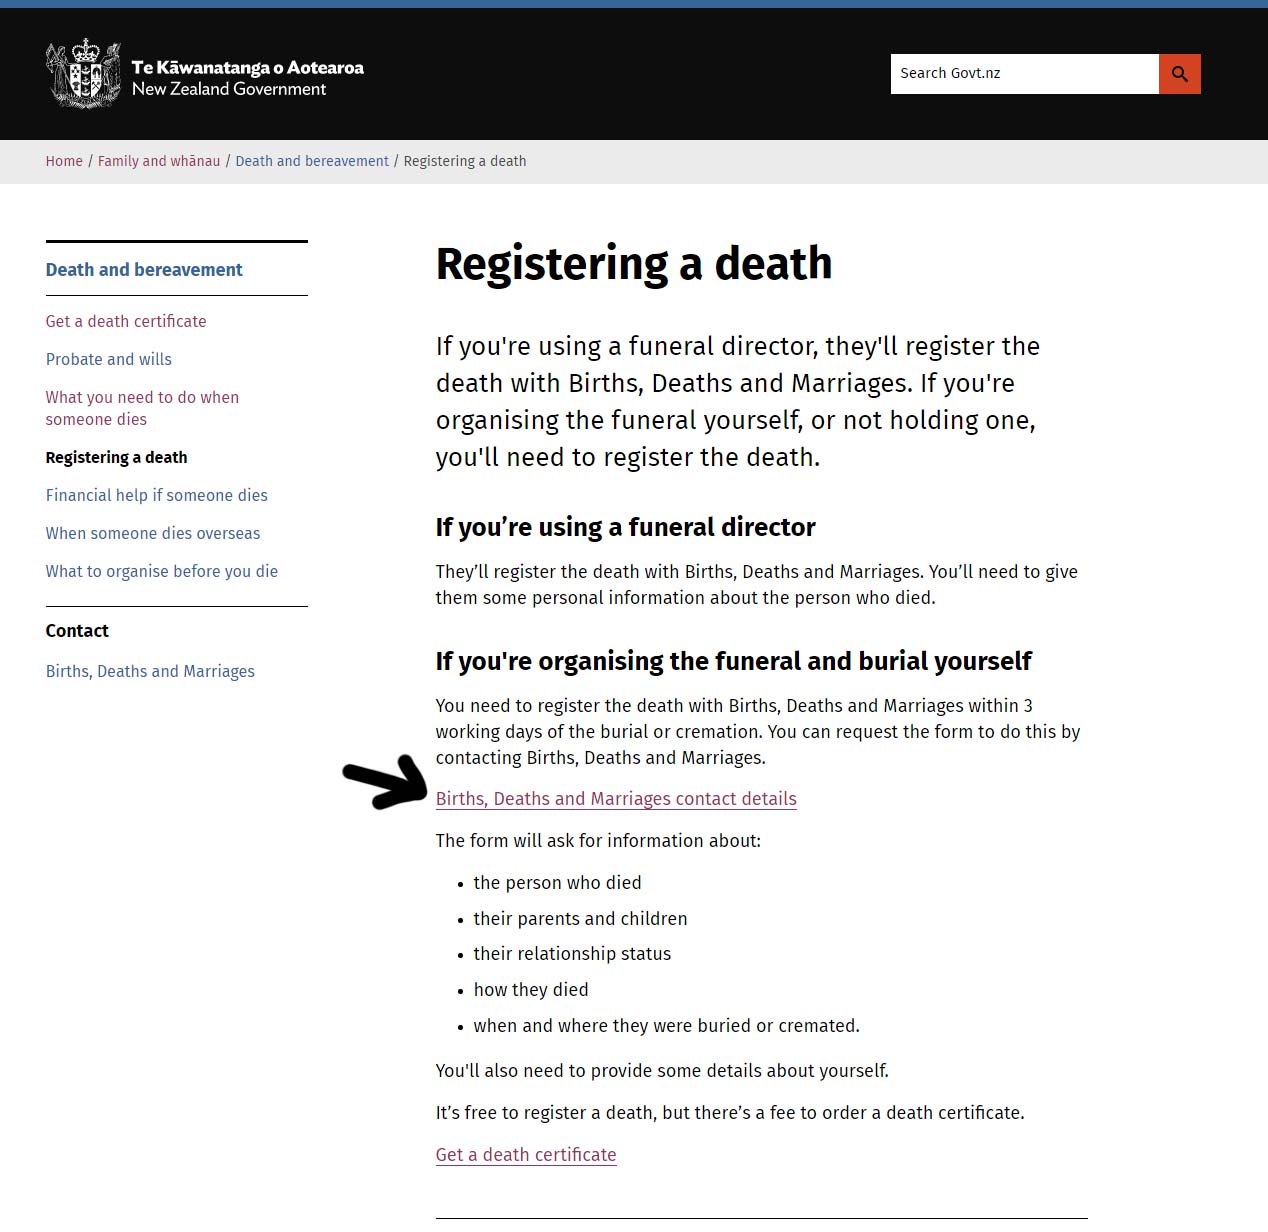 Te Kāwanatanga o Aotearoa
New Zealand Government
Search Govt.nz
Home / Family and whānau / Death and bereavement / Registering a death
Death and bereavement
Get a death certificate
Probate and wills
What you need to do when
someone dies
Registering a death
Financial help if someone dies
When someone dies overseas
What to organise before you die
Contact
Births, Deaths and Marriages
Registering a death
If you're using a funeral director, they'll register the
death with Births, Deaths and Marriages. If you're
organising the funeral yourself, or not holding one,
you'll need to register the death.
If you’re using a funeral director
They’ll register the death with Births, Deaths and Marriages. You’ll need to give
them some personal information about the person who died.
If you're organising the funeral and burial yourself
You need to register the death with Births, Deaths and Marriages within 3
working days of the burial or cremation. You can request the form to do this by
contacting Births, Deaths and Marriages.
Births, Deaths and Marriages contact details
The form will ask for information about:
• the person who died
• their parents and children
• their relationship status
• how they died
• when and where they were buried or cremated.
You'll also need to provide some details about yourself.
It’s free to register a death, but there’s a fee to order a death certificate.
Get a death certificate